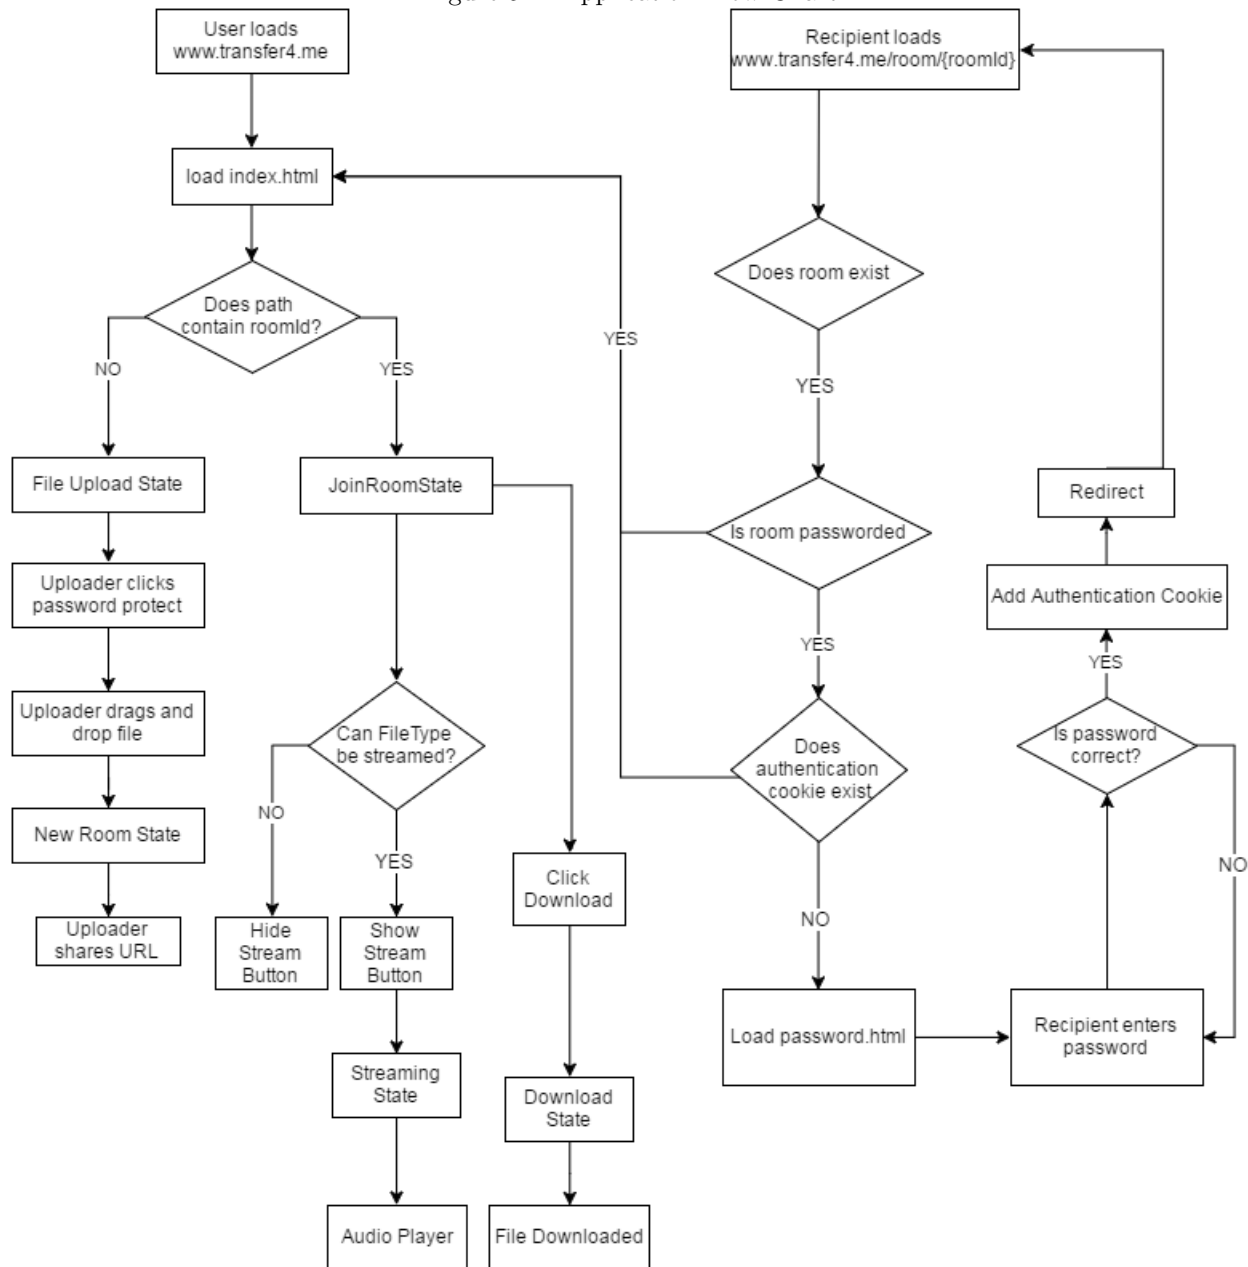 User loads
www.transfer4.me
load index.html
Does path
contain roomId?
NO
YES
File Upload State
Uploader clicks
password protect
Uploader drags and
drop file
New Room State
Uploader
shares URL
JoinRoomState
Can FileType
be streamed?
NO
YES
Hide
Stream
Button
Show
Stream
Button
Streaming
State
Audio Player
Click
Download
Download
State
File Downloaded
Recipient loads
www.transfer4.me/room/{roomId}
Does room exist
YES
YES
Is room passworded
YES
Does
authentication
cookie exist
NO
Load password.html
Recipient enters
password
Is password
correct?
NO
YES
Add Authentication Cookie
Redirect